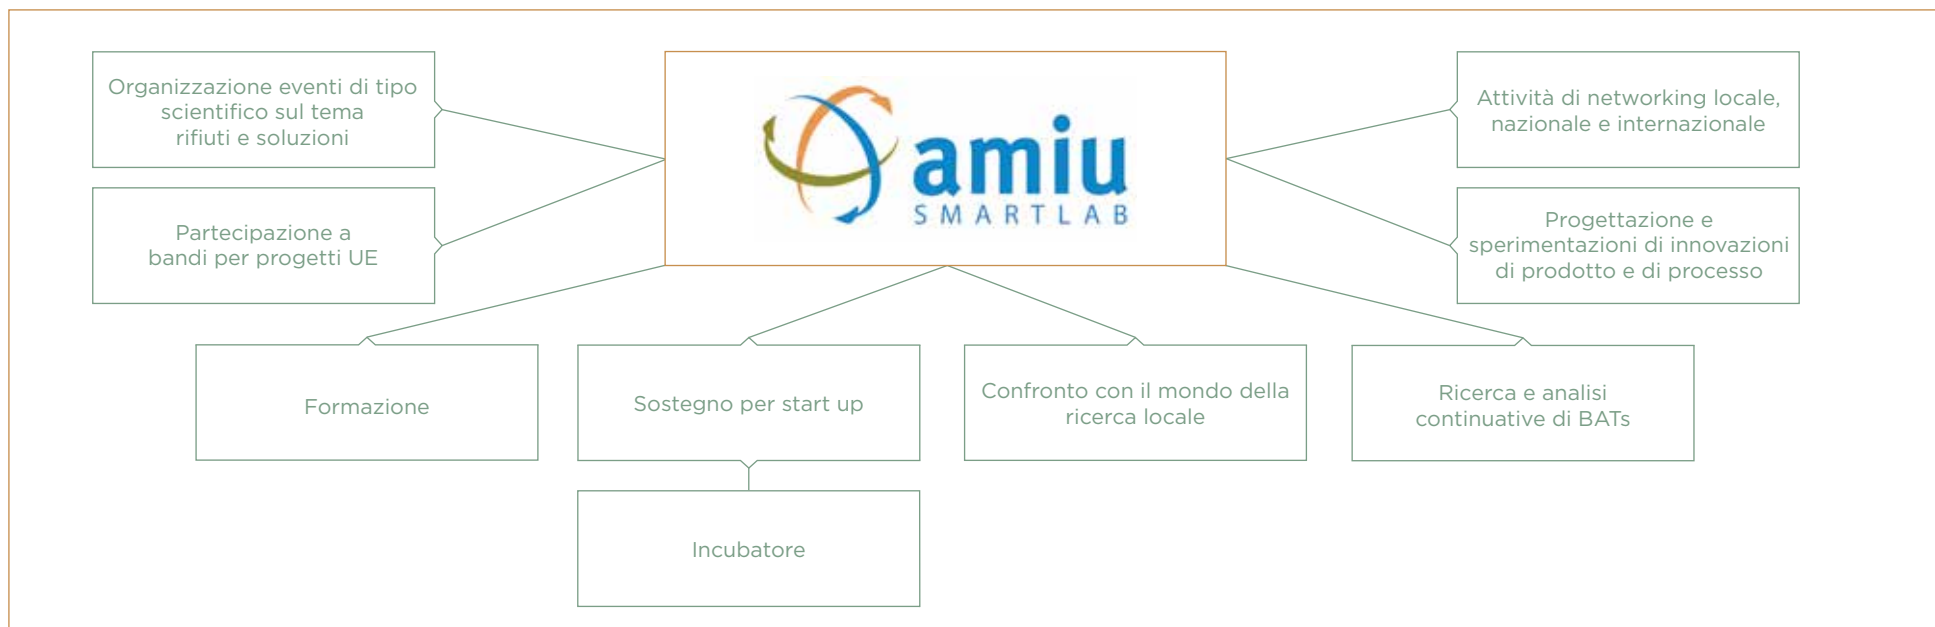 Organizzazione eventi di tipo
scientifico sul tema
rifiuti e soluzioni
Partecipazione a
bandi per progetti UE
amiu
SMARTLAB
Attività di networking locale,
nazionale e internazionale
Progettazione e
sperimentazioni di innovazioni
di prodotto e di processo
Formazione
Sostegno per start up
Confronto con il mondo della
ricerca locale
Ricerca e analisi
continuative di BATs
Incubatore